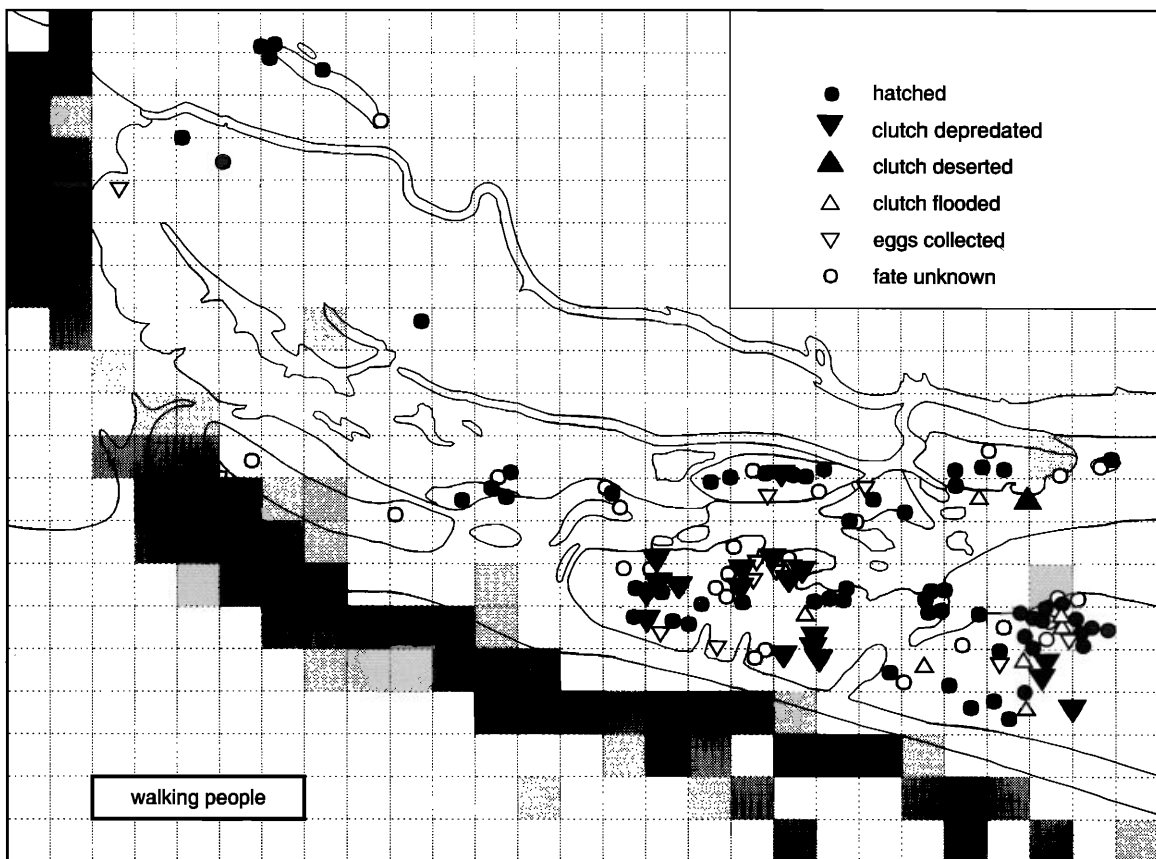 hatched
clutch depredated
clutch deserted
clutch flooded
eggs collected
fate unknown
walking people